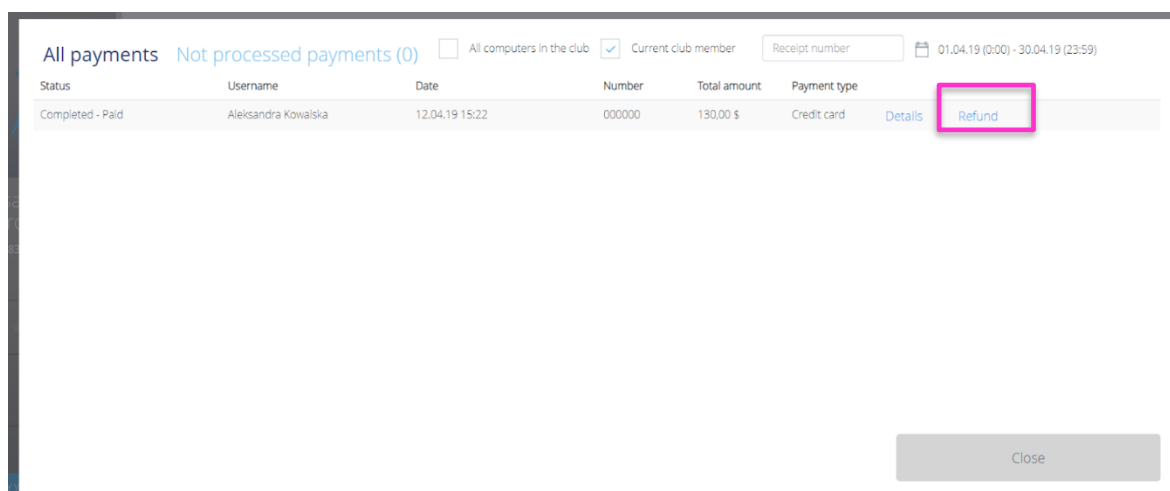 All payments Not processed payments (0) All computers in the club Current club member Receipt number 01.04.19 (0:00) - 30.04.19 (23:59)
Status Username Date Number Total amount Payment type
Completed - Paid Aleksandra Kowalska 12.04.19 15:22 000000 130,00 $ Credit card Details Refund
Close